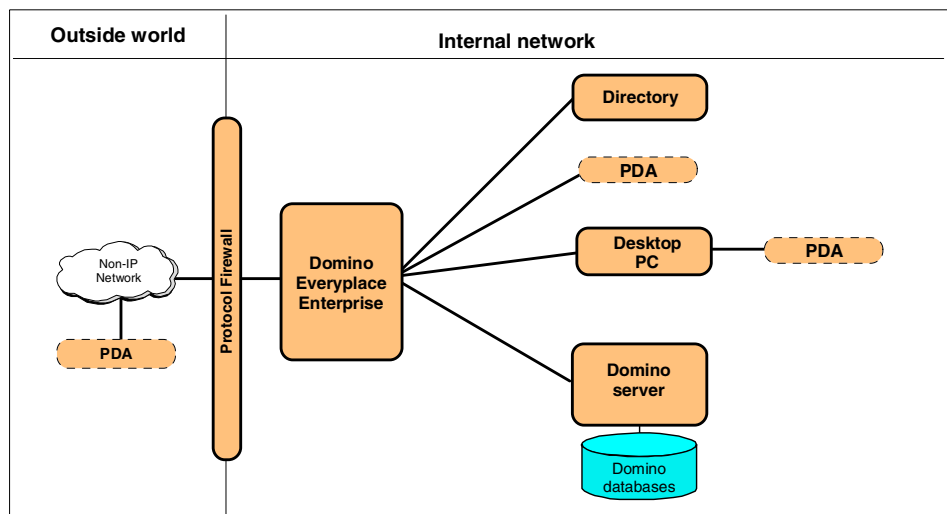 Outside world
Internal network
Directory
PDA
Desktop
PC
PDA
Non-IP
Network
Protocol Firewall
Domino
Everyplace
Enterprise
PDA
Domino
server
Domino
databases